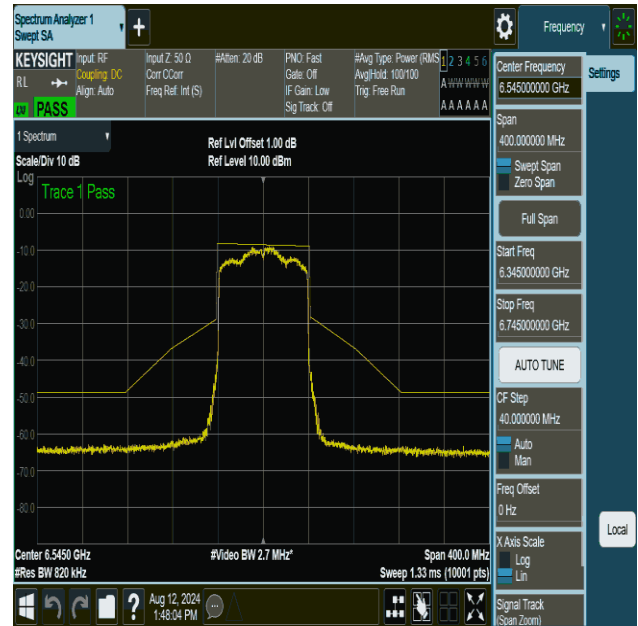 Spectrum Analyzer 1
Swept SA
+
Frequency
KEYSIGHT
RL
LXI
PASS
Input: RF
Coupling: DC
Align: Auto
Input Z: 50 Ω
Corr CCorr
Freq Ref: Int (S)
#Atten: 20 dB
PNO: Fast
Gate: Off
IF Gain: Low
Sig Track: Off
#Avg Type: Power (RMS
Avg|Hold: 100/100
Trig: Free Run
1 2 3 4 5 6
A W W W W W
A A A A A A
1 Spectrum
Scale/Div 10 dB
Ref Lvl Offset 1.00 dB
Ref Level 10.00 dBm
Log
Trace 1 Pass
0.00
-10.0
-20.0
-30.0
-40.0
-50.0
-60.0
-70.0
-80.0
Center 6.5450 GHz
#Res BW 820 kHz
#Video BW 2.7 MHz*
Span 400.0 MHz
Sweep 1.33 ms (10001 pts)
Aug 12, 2024
1:48:04 PM
Center Frequency
6.545000000 GHz
Settings
Span
400.000000 MHz
Swept Span
Zero Span
Full Span
Start Freq
6.345000000 GHz
Stop Freq
6.745000000 GHz
AUTO TUNE
CF Step
40.000000 MHz
Auto
Man
Freq Offset
0 Hz
X Axis Scale
Log
Lin
Local
Signal Track
(Span Zoom)